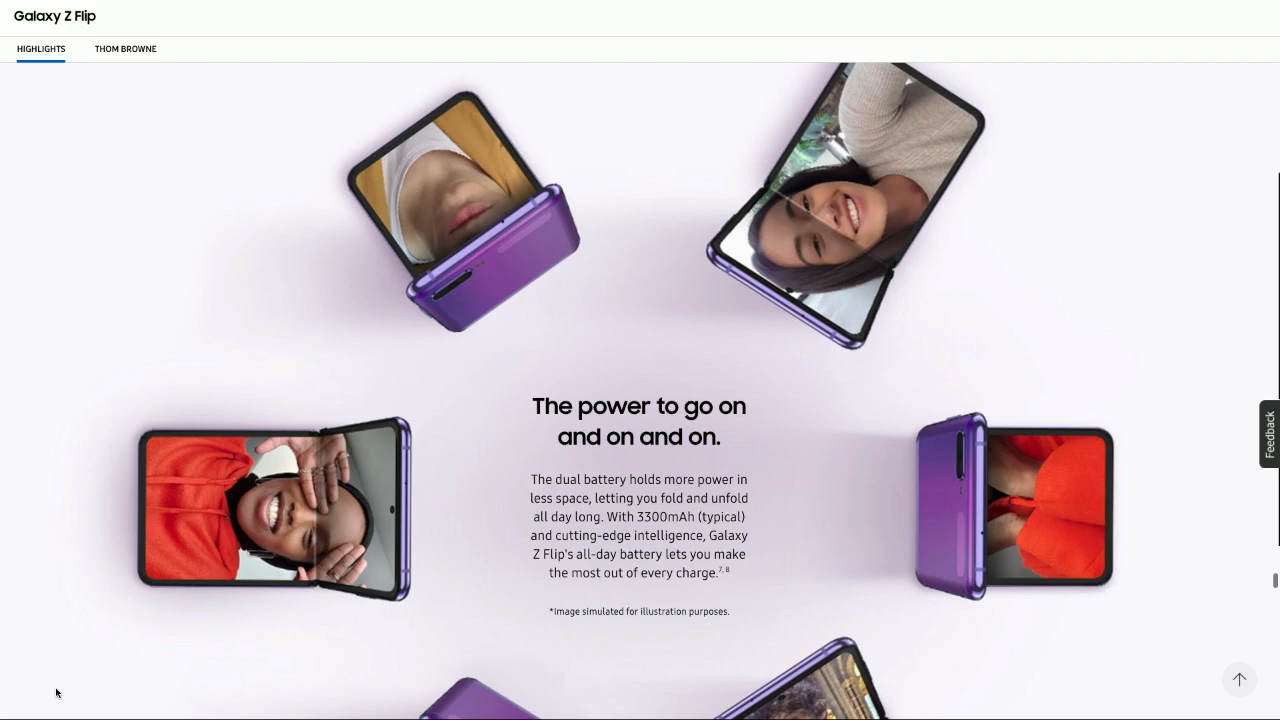 Galaxy Z Flip
HIGHLIGHTS
THOM BROWNE
The power to go on
and on and on.
The dual battery holds more power in
less space, letting you fold and unfold
all day long. With 3300mAh (typical)
and cutting-edge intelligence, Galaxy
Z Flip's all-day battery lets you make
the most out of every charge.7, 8
*Image simulated for illustration purposes.
Feedback